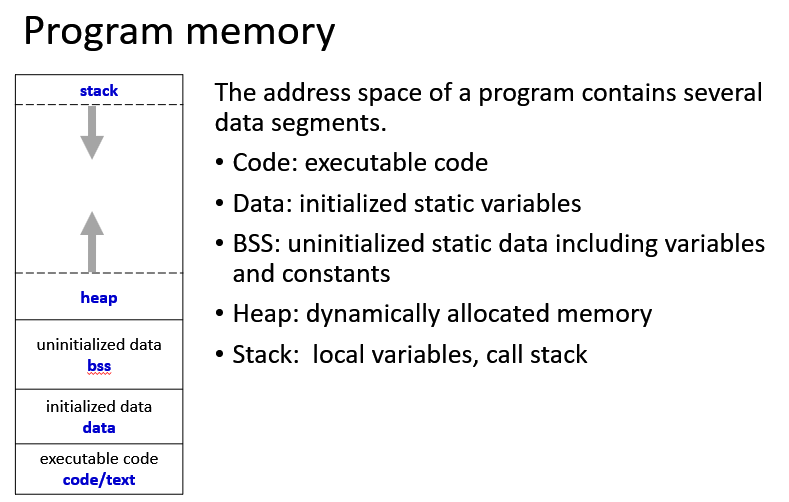 Program memory
stack
heap
uninitialized data
bss
initialized data
data
executable code
code/text
The address space of a program contains several
data segments.
• Code: executable code
• Data: initialized static variables
• BSS: uninitialized static data including variables
and constants
• Heap: dynamically allocated memory
• Stack:  local variables, call stack